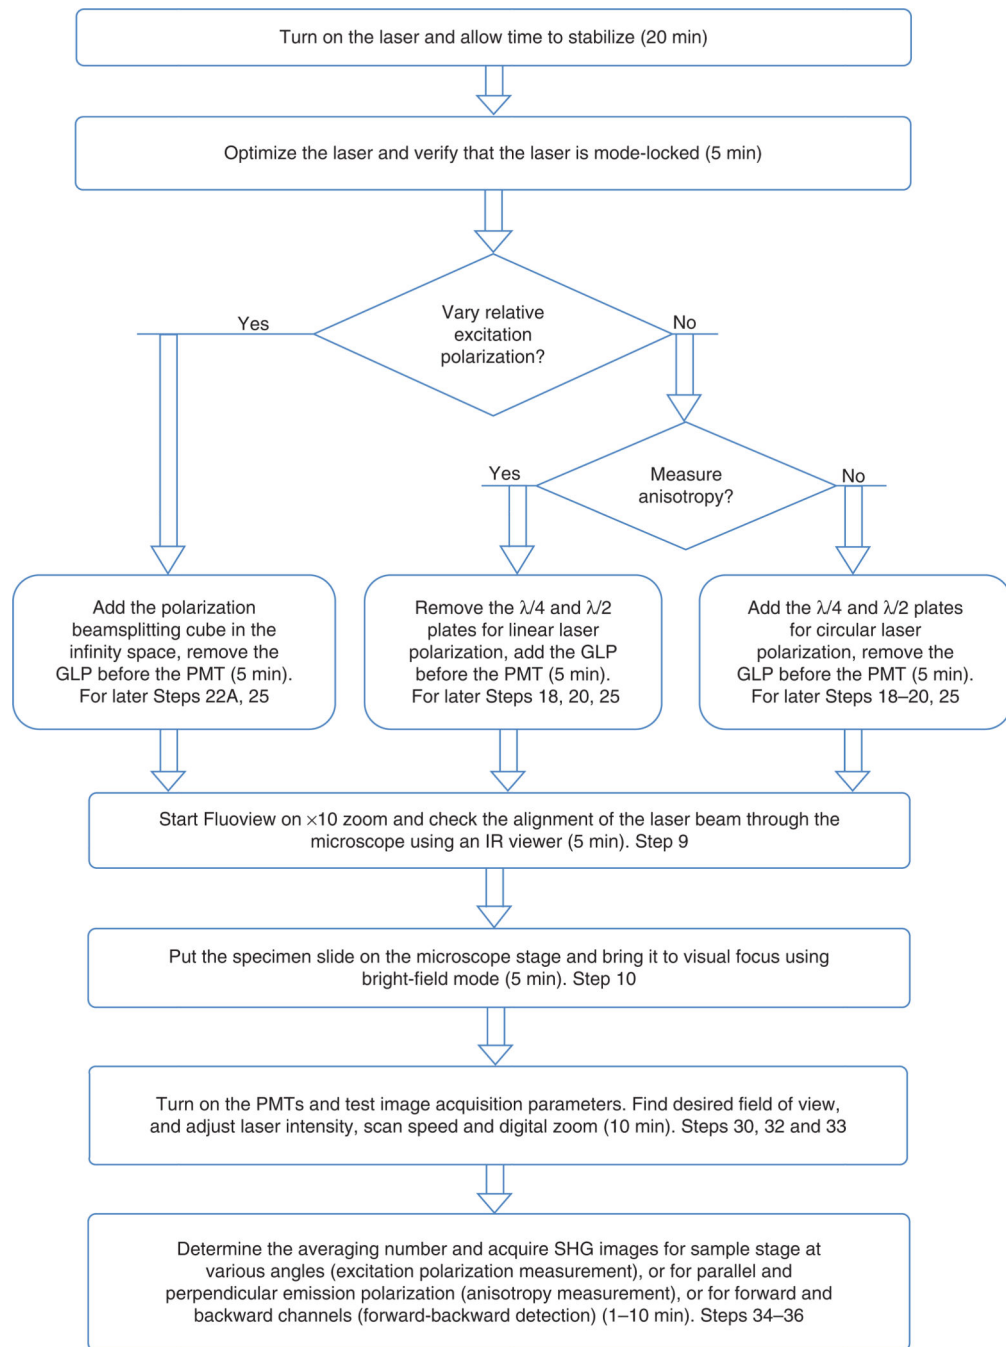 Turn on the laser and allow time to stabilize (20 min)
Optimize the laser and verify that the laser is mode-locked (5 min)
Vary relative
excitation
polarization?
Yes
No
Measure
anisotropy?
Yes
No
Add the polarization
beamsplitting cube in the
infinity space, remove the
GLP before the PMT (5 min).
For later Steps 22A, 25
Remove the λ/4 and λ/2
plates for linear laser
polarization, add the GLP
before the PMT (5 min).
For later Steps 18, 20, 25
Add the λ/4 and λ/2 plates
for circular laser
polarization, remove the
GLP before the PMT (5 min).
For later Steps 18–20, 25
Start Fluoview on ×10 zoom and check the alignment of the laser beam through the
microscope using an IR viewer (5 min). Step 9
Put the specimen slide on the microscope stage and bring it to visual focus using
bright-field mode (5 min). Step 10
Turn on the PMTs and test image acquisition parameters. Find desired field of view,
and adjust laser intensity, scan speed and digital zoom (10 min). Steps 30, 32 and 33
Determine the averaging number and acquire SHG images for sample stage at
various angles (excitation polarization measurement), or for parallel and
perpendicular emission polarization (anisotropy measurement), or for forward and
backward channels (forward-backward detection) (1–10 min). Steps 34–36